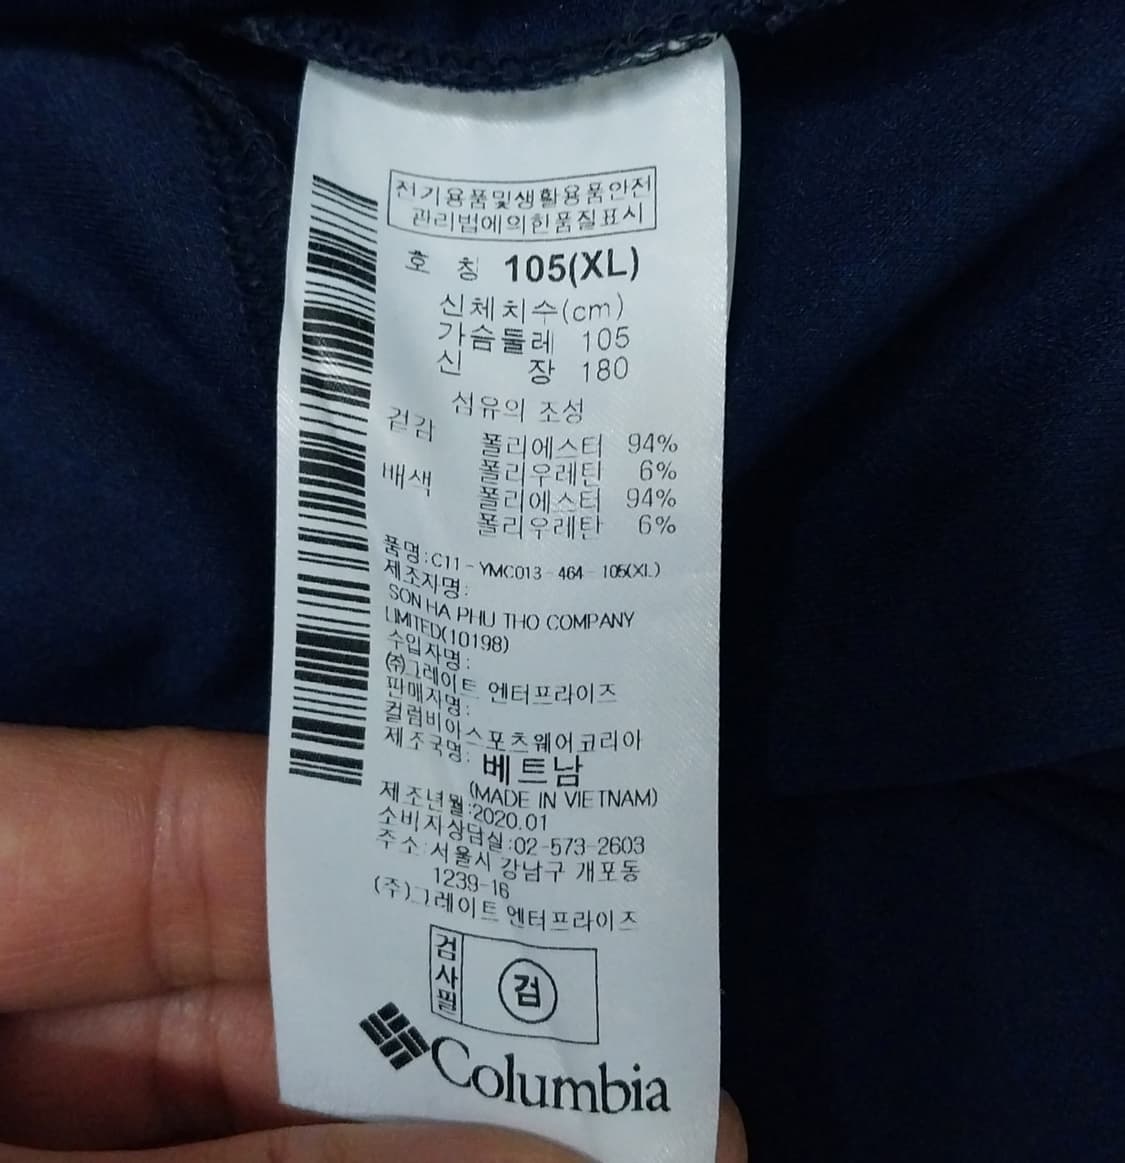 전기용품및생활용품안전
관리법에의힌품질표시
호 칭 105(XL)
신체치수(cm)
가슴둘레 105
신 장 180
섬유의 조성
겉감 폴리에스터 94%
폴리우레탄 6%
배색 폴리에스터 94%
폴리우레탄 6%
품명:C11-YMC013-464-105(XL)
제조자명:
SON HA PHU THO COMPANY
LIMITED(10198)
수입자명:
㈜그레이트 엔터프라이즈
판매자명:
컬럼비아스포츠웨어코리아
제조국명: 베트남
(MADE IN VIETNAM)
제조년월:2020.01
소비자상담실:02-573-2603
주소:서울시 강남구 개포동
1239-16
(주)그레이트 엔터프라이즈
검사필 검
Columbia